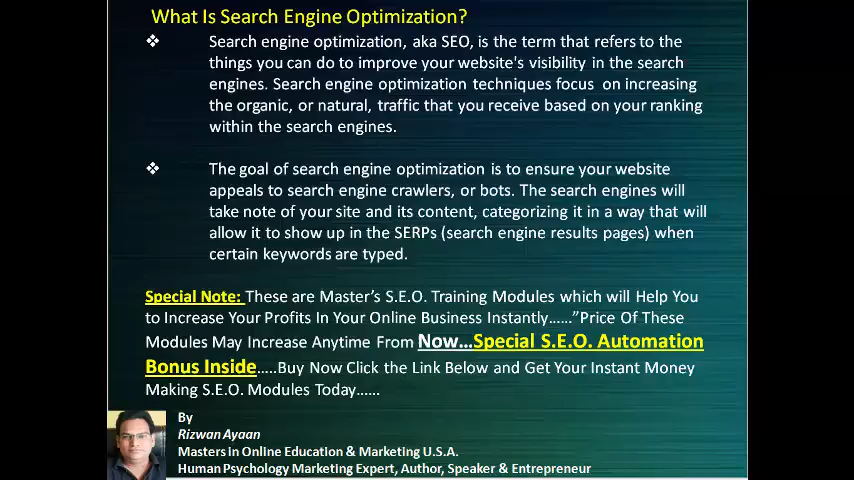 What Is Search Engine Optimization?
❖ Search engine optimization, aka SEO, is the term that refers to the
things you can do to improve your website's visibility in the search
engines. Search engine optimization techniques focus on increasing
the organic, or natural, traffic that you receive based on your ranking
within the search engines.
❖ The goal of search engine optimization is to ensure your website
appeals to search engine crawlers, or bots. The search engines will
take note of your site and its content, categorizing it in a way that will
allow it to show up in the SERPs (search engine results pages) when
certain keywords are typed.
Special Note: These are Master’s S.E.O. Training Modules which will Help You
to Increase Your Profits In Your Online Business Instantly......”Price Of These
Modules May Increase Anytime From Now...Special S.E.O. Automation
Bonus Inside.....Buy Now Click the Link Below and Get Your Instant Money
Making S.E.O. Modules Today......
By
Rizwan Ayaan
Masters in Online Education & Marketing U.S.A.
Human Psychology Marketing Expert, Author, Speaker & Entrepreneur